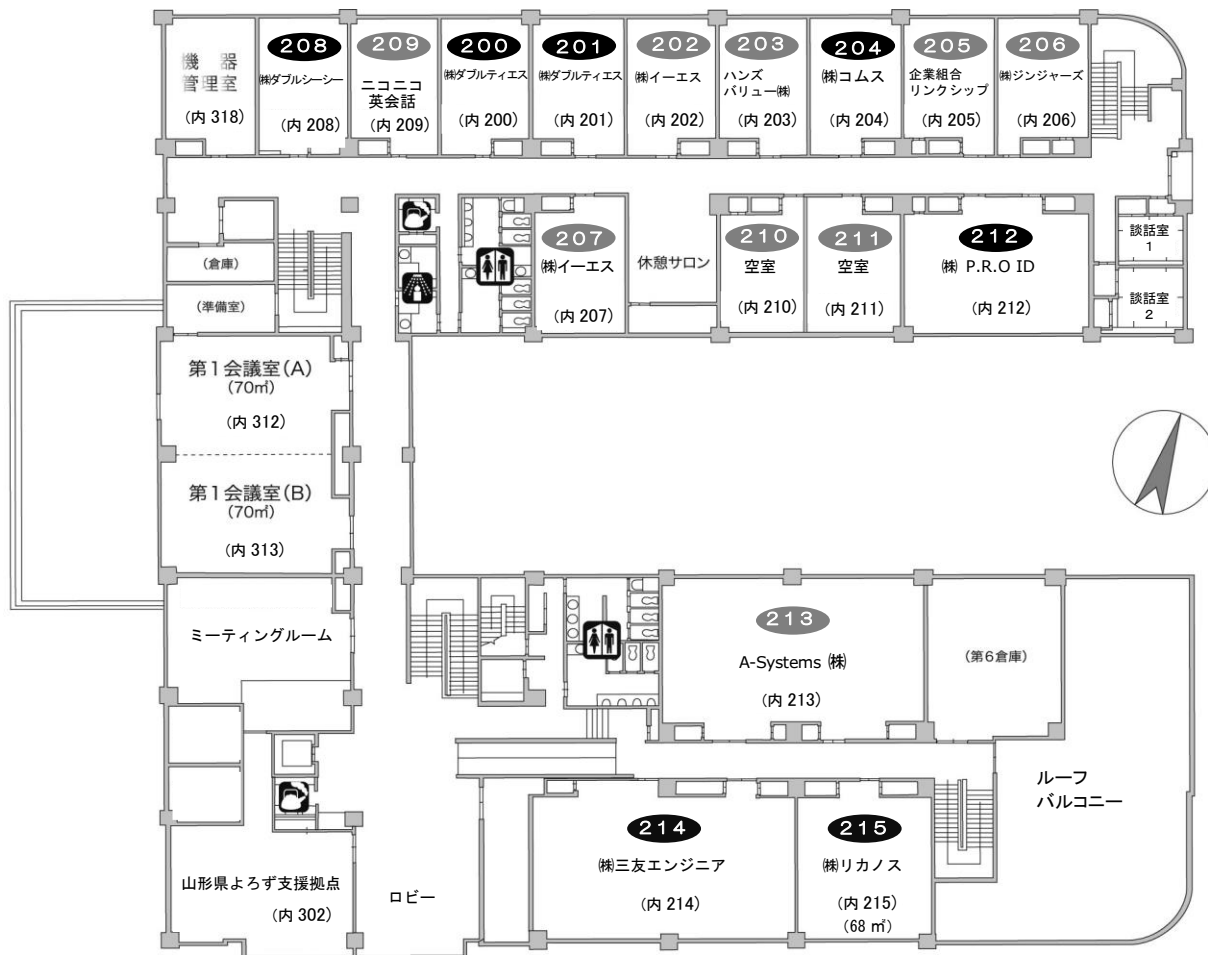 機 器
管理室
(内 318)
208
㈱ダブルシーシー
(内 208)
209
ニコニコ
英会話
(内 209)
200
㈱ダブルティエス
(内 200)
201
㈱ダブルティエス
(内 201)
202
㈱イーエス
(内 202)
203
ハンズ
バリュー㈱
(内 203)
204
㈱コムス
(内 204)
205
企業組合
リンクシップ
(内 205)
206
㈱ジンジャーズ
(内 206)
207
㈱イーエス
(内 207)
休憩サロン
210
空室
(内 210)
211
空室
(内 211)
212
㈱ P.R.O ID
(内 212)
談話室
1
談話室
2
(倉庫)
(準備室)
第1会議室(A)
(70㎡)
(内 312)
第1会議室(B)
(70㎡)
(内 313)
ミーティングルーム
213
A-Systems ㈱
(内 213)
(第6倉庫)
ルーフ
バルコニー
214
㈱三友エンジニア
(内 214)
215
㈱リカノス
(内 215)
(68 ㎡)
山形県よろず支援拠点
(内 302)
ロビー